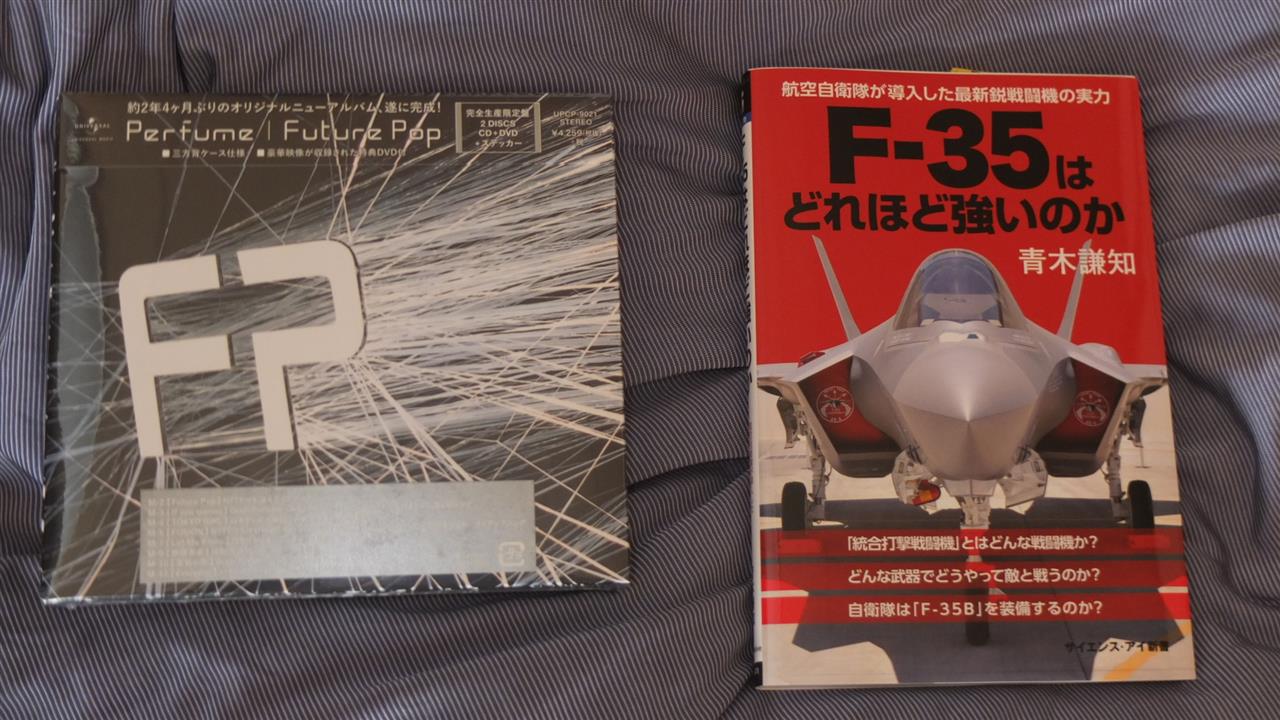 約2年4ヶ月ぶりのオリジナルニューアルバム、遂に完成!
UNIVERSAL
Perfume | Future Pop
■三方背ケース仕様 ■豪華映像が収録された特典DVD付
完全生産限定盤
2 DISCS
CD+DVD
+ステッカー
UPCP-9021
STEREO
¥4,259
FP
航空自衛隊が導入した最新鋭戦闘機の実力
F-35は
どれほど強いのか
青木謙知
「統合打撃戦闘機」とはどんな戦闘機か?
どんな武器でどうやって敵と戦うのか?
自衛隊は「F-35B」を装備するのか?
サイエンス・アイ新書